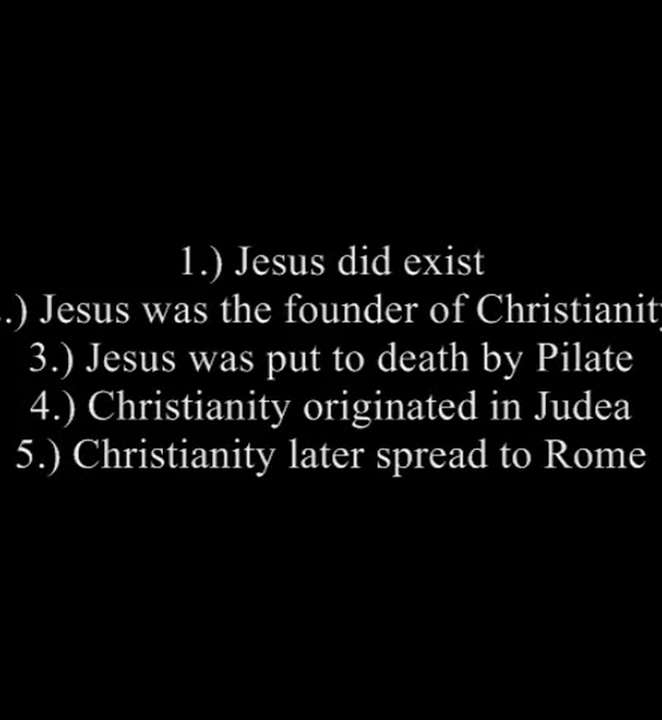 1.) Jesus did exist
.) Jesus was the founder of Christianit
3.) Jesus was put to death by Pilate
4.) Christianity originated in Judea
5.) Christianity later spread to Rome